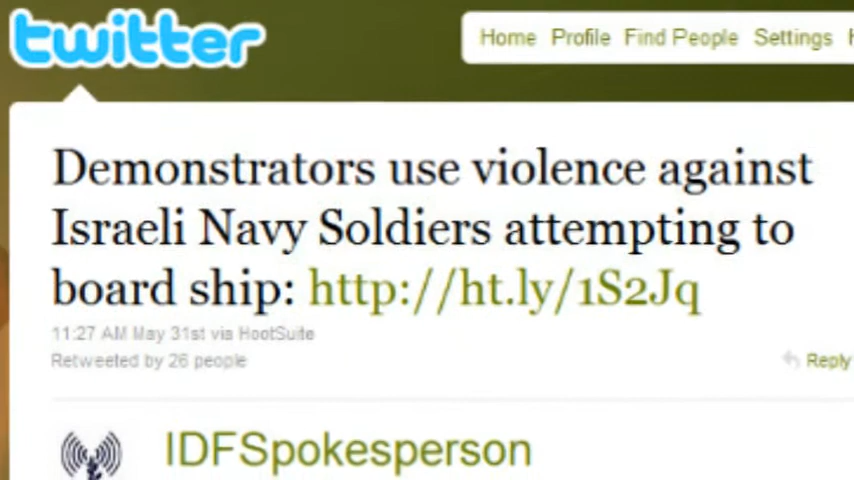 twitter
Home Profile Find People Settings
Demonstrators use violence against
Israeli Navy Soldiers attempting to
board ship: http://ht.ly/1S2Jq
11:27 AM May 31st via HootSuite
Retweeted by 26 people
Reply
IDFSpokesperson